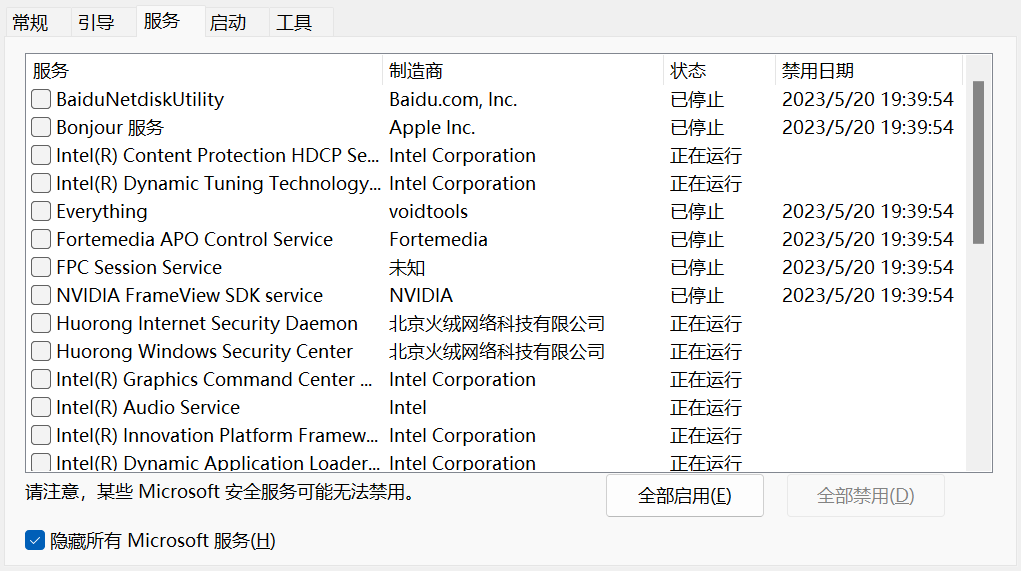 常规 引导 服务 启动 工具
服务 制造商 状态 禁用日期
BaiduNetdiskUtility Baidu.com, Inc. 已停止 2023/5/20 19:39:54
Bonjour 服务 Apple Inc. 已停止 2023/5/20 19:39:54
Intel(R) Content Protection HDCP Se... Intel Corporation 正在运行
Intel(R) Dynamic Tuning Technology... Intel Corporation 正在运行
Everything voidtools 已停止 2023/5/20 19:39:54
Fortemedia APO Control Service Fortemedia 已停止 2023/5/20 19:39:54
FPC Session Service 未知 已停止 2023/5/20 19:39:54
NVIDIA FrameView SDK service NVIDIA 已停止 2023/5/20 19:39:54
Huorong Internet Security Daemon 北京火绒网络科技有限公司 正在运行
Huorong Windows Security Center 北京火绒网络科技有限公司 正在运行
Intel(R) Graphics Command Center ... Intel Corporation 正在运行
Intel(R) Audio Service Intel 正在运行
Intel(R) Innovation Platform Framew... Intel Corporation 正在运行
Intel(R) Dynamic Application Loader... Intel Corporation 正在运行
请注意，某些 Microsoft 安全服务可能无法禁用。
全部启用(E) 全部禁用(D)
隐藏所有 Microsoft 服务(H)